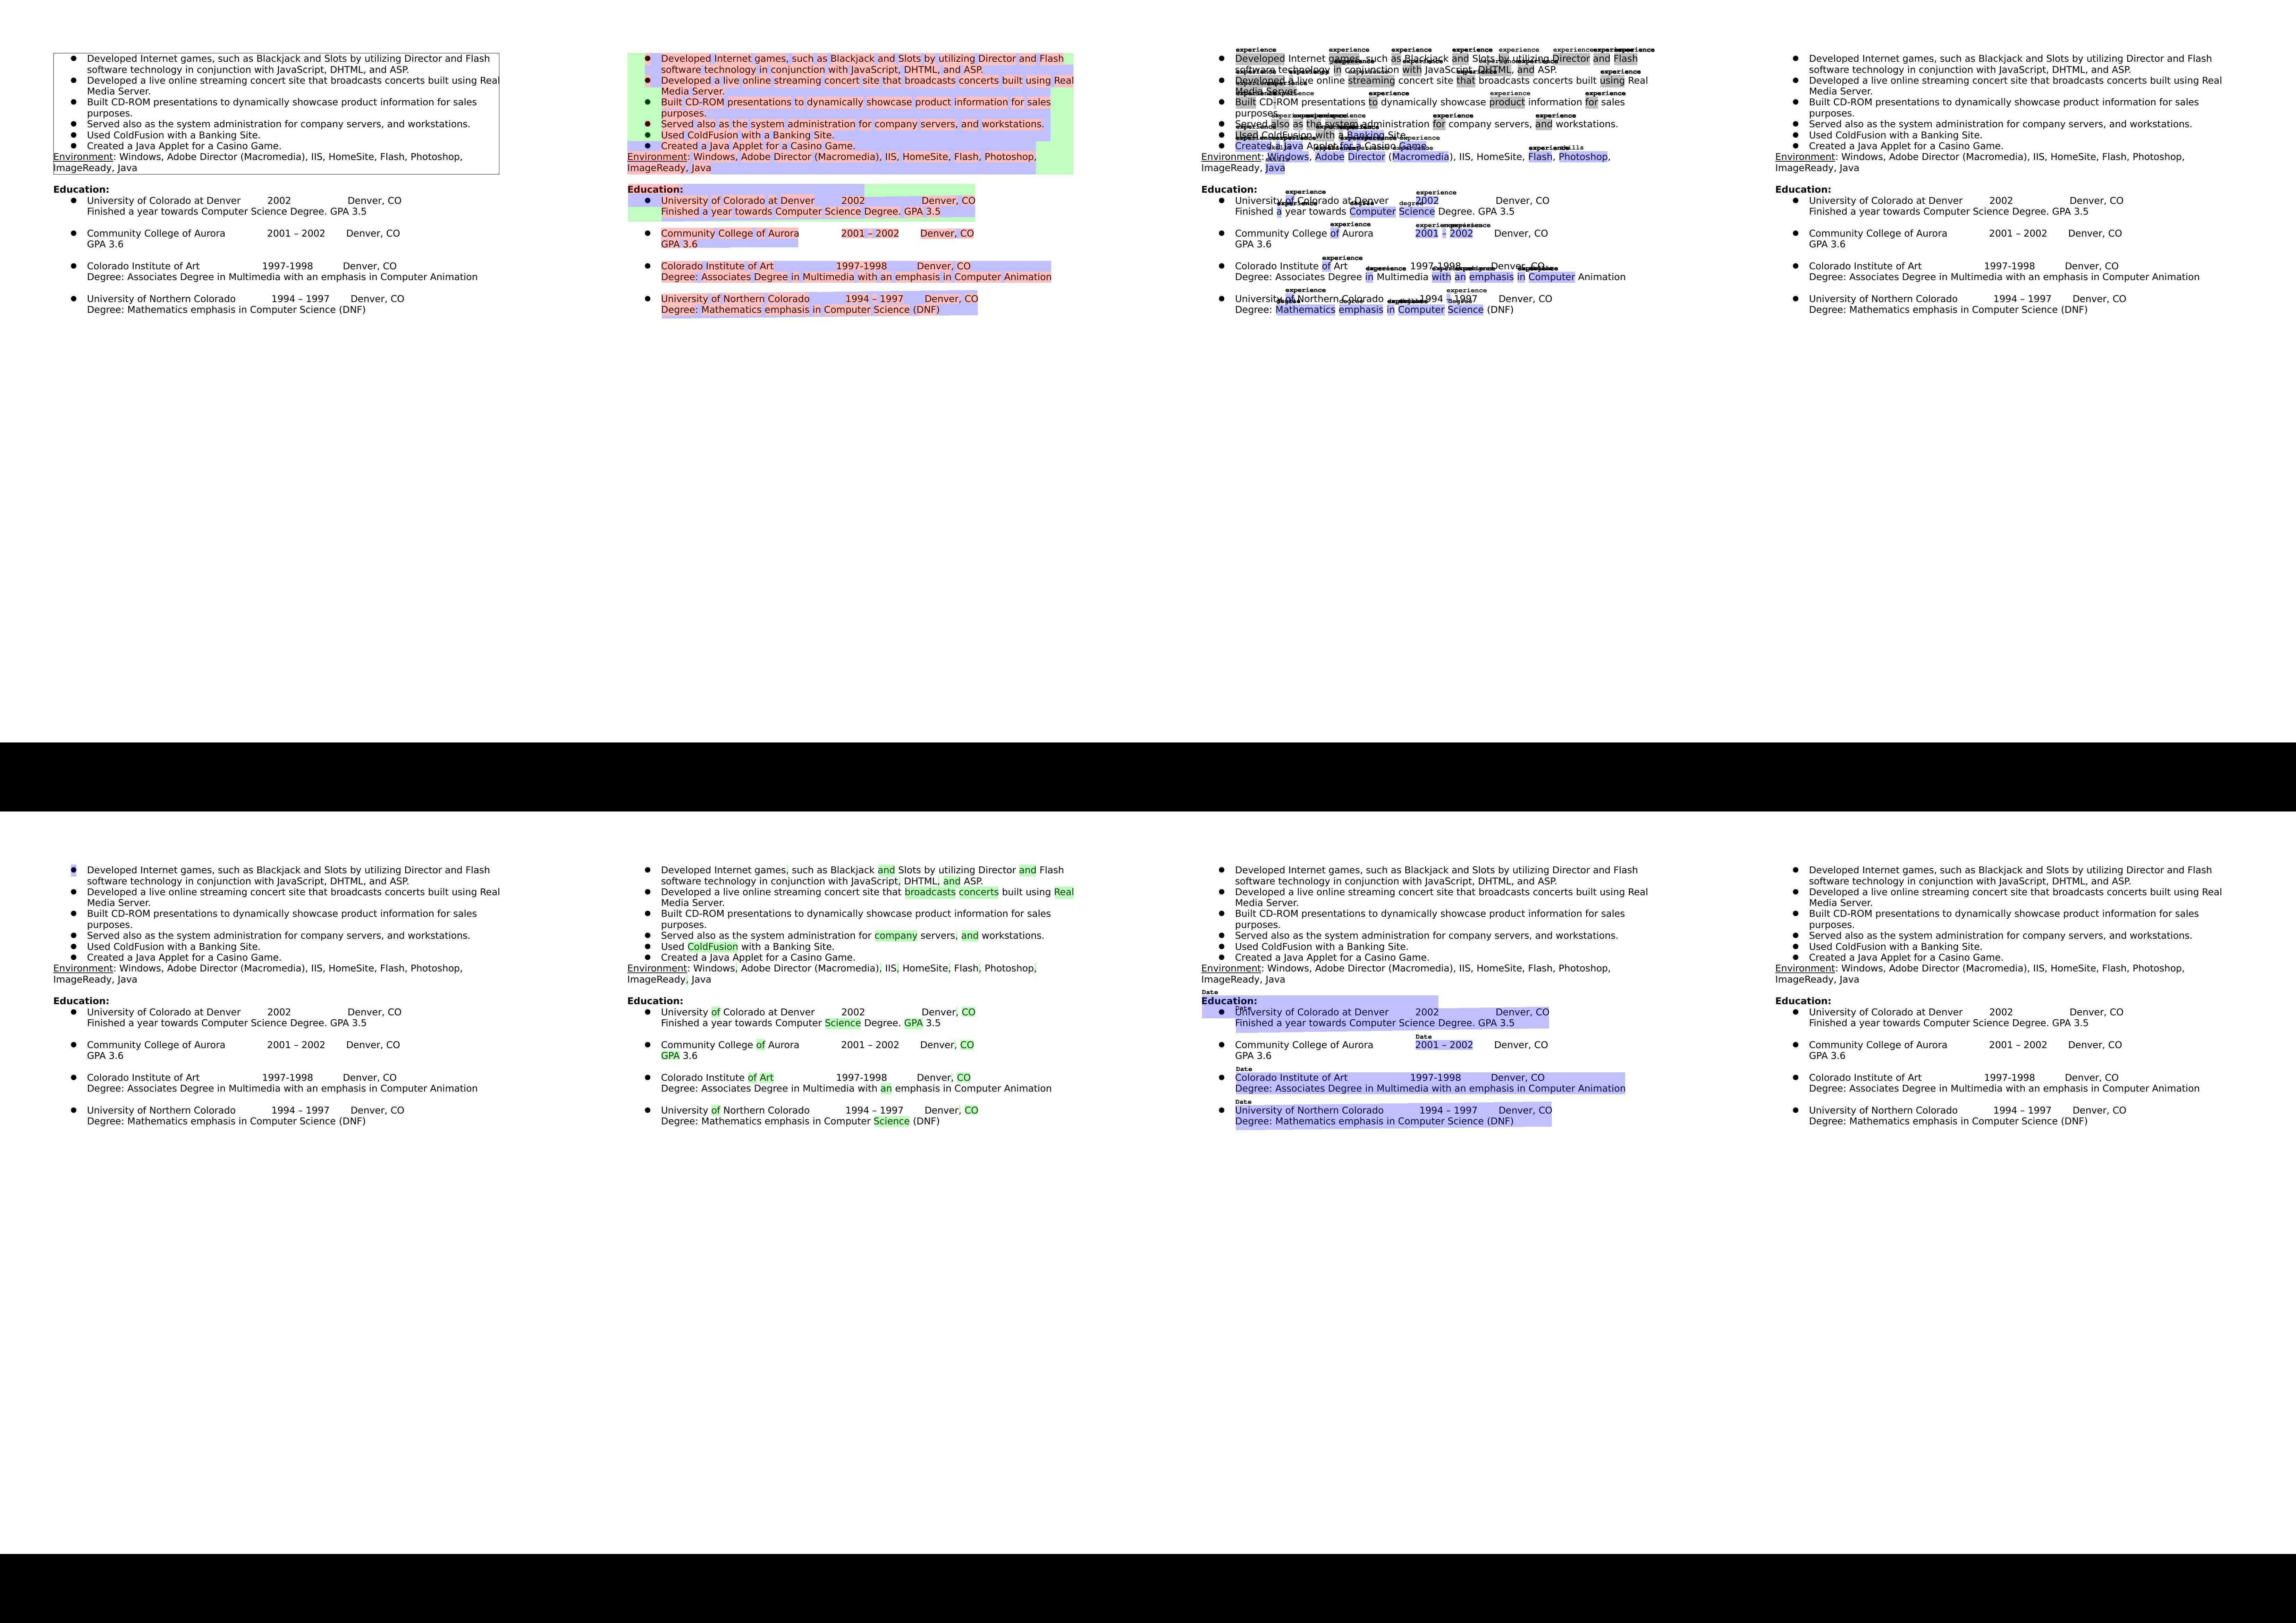 ● Developed Internet games, such as Blackjack and Slots by utilizing Director and Flash
software technology in conjunction with JavaScript, DHTML, and ASP.
● Developed a live online streaming concert site that broadcasts concerts built using Real
Media Server.
● Built CD-ROM presentations to dynamically showcase product information for sales
purposes.
● Served also as the system administration for company servers, and workstations.
● Used ColdFusion with a Banking Site.
● Created a Java Applet for a Casino Game.
Environment: Windows, Adobe Director (Macromedia), IIS, HomeSite, Flash, Photoshop,
ImageReady, Java
Education:
● University of Colorado at Denver 2002 Denver, CO
Finished a year towards Computer Science Degree. GPA 3.5
● Community College of Aurora 2001 – 2002 Denver, CO
GPA 3.6
● Colorado Institute of Art 1997-1998 Denver, CO
Degree: Associates Degree in Multimedia with an emphasis in Computer Animation
● University of Northern Colorado 1994 – 1997 Denver, CO
Degree: Mathematics emphasis in Computer Science (DNF)
● Developed Internet games, such as Blackjack and Slots by utilizing Director and Flash
software technology in conjunction with JavaScript, DHTML, and ASP.
● Developed a live online streaming concert site that broadcasts concerts built using Real
Media Server.
● Built CD-ROM presentations to dynamically showcase product information for sales
purposes.
● Served also as the system administration for company servers, and workstations.
● Used ColdFusion with a Banking Site.
● Created a Java Applet for a Casino Game.
Environment: Windows, Adobe Director (Macromedia), IIS, HomeSite, Flash, Photoshop,
ImageReady, Java
Education:
● University of Colorado at Denver 2002 Denver, CO
Finished a year towards Computer Science Degree. GPA 3.5
● Community College of Aurora 2001 – 2002 Denver, CO
GPA 3.6
● Colorado Institute of Art 1997-1998 Denver, CO
Degree: Associates Degree in Multimedia with an emphasis in Computer Animation
● University of Northern Colorado 1994 – 1997 Denver, CO
Degree: Mathematics emphasis in Computer Science (DNF)
experience experience experience experience experience
● Developed Internet games, such as Blackjack and Slots by utilizing Director and Flash
software technology in conjunction with JavaScript, DHTML, and ASP.
● Developed a live online streaming concert site that broadcasts concerts built using Real
Media Server.
● Built CD-ROM presentations to dynamically showcase product information for sales
purposes.
● Served also as the system administration for company servers, and workstations.
● Used ColdFusion with a Banking Site.
● Created a Java Applet for a Casino Game.
Environment: Windows, Adobe Director (Macromedia), IIS, HomeSite, Flash, Photoshop,
ImageReady, Java
Education:
experience experience
● University of Colorado at Denver 2002 Denver, CO
Finished a year towards Computer Science Degree. GPA 3.5
experience
● Community College of Aurora 2001 – 2002 Denver, CO
GPA 3.6
experience
● Colorado Institute of Art 1997-1998 Denver, CO
Degree: Associates Degree in Multimedia with an emphasis in Computer Animation
experience experience
● University of Northern Colorado 1994 – 1997 Denver, CO
Degree: Mathematics emphasis in Computer Science (DNF)
● Developed Internet games, such as Blackjack and Slots by utilizing Director and Flash
software technology in conjunction with JavaScript, DHTML, and ASP.
● Developed a live online streaming concert site that broadcasts concerts built using Real
Media Server.
● Built CD-ROM presentations to dynamically showcase product information for sales
purposes.
● Served also as the system administration for company servers, and workstations.
● Used ColdFusion with a Banking Site.
● Created a Java Applet for a Casino Game.
Environment: Windows, Adobe Director (Macromedia), IIS, HomeSite, Flash, Photoshop,
ImageReady, Java
Education:
● University of Colorado at Denver 2002 Denver, CO
Finished a year towards Computer Science Degree. GPA 3.5
● Community College of Aurora 2001 – 2002 Denver, CO
GPA 3.6
● Colorado Institute of Art 1997-1998 Denver, CO
Degree: Associates Degree in Multimedia with an emphasis in Computer Animation
● University of Northern Colorado 1994 – 1997 Denver, CO
Degree: Mathematics emphasis in Computer Science (DNF)
● Developed Internet games, such as Blackjack and Slots by utilizing Director and Flash
software technology in conjunction with JavaScript, DHTML, and ASP.
● Developed a live online streaming concert site that broadcasts concerts built using Real
Media Server.
● Built CD-ROM presentations to dynamically showcase product information for sales
purposes.
● Served also as the system administration for company servers, and workstations.
● Used ColdFusion with a Banking Site.
● Created a Java Applet for a Casino Game.
Environment: Windows, Adobe Director (Macromedia), IIS, HomeSite, Flash, Photoshop,
ImageReady, Java
Education:
● University of Colorado at Denver 2002 Denver, CO
Finished a year towards Computer Science Degree. GPA 3.5
● Community College of Aurora 2001 – 2002 Denver, CO
GPA 3.6
● Colorado Institute of Art 1997-1998 Denver, CO
Degree: Associates Degree in Multimedia with an emphasis in Computer Animation
● University of Northern Colorado 1994 – 1997 Denver, CO
Degree: Mathematics emphasis in Computer Science (DNF)
● Developed Internet games, such as Blackjack and Slots by utilizing Director and Flash
software technology in conjunction with JavaScript, DHTML, and ASP.
● Developed a live online streaming concert site that broadcasts concerts built using Real
Media Server.
● Built CD-ROM presentations to dynamically showcase product information for sales
purposes.
● Served also as the system administration for company servers, and workstations.
● Used ColdFusion with a Banking Site.
● Created a Java Applet for a Casino Game.
Environment: Windows, Adobe Director (Macromedia), IIS, HomeSite, Flash, Photoshop,
ImageReady, Java
Education:
● University of Colorado at Denver 2002 Denver, CO
Finished a year towards Computer Science Degree. GPA 3.5
● Community College of Aurora 2001 – 2002 Denver, CO
GPA 3.6
● Colorado Institute of Art 1997-1998 Denver, CO
Degree: Associates Degree in Multimedia with an emphasis in Computer Animation
● University of Northern Colorado 1994 – 1997 Denver, CO
Degree: Mathematics emphasis in Computer Science (DNF)
● Developed Internet games, such as Blackjack and Slots by utilizing Director and Flash
software technology in conjunction with JavaScript, DHTML, and ASP.
● Developed a live online streaming concert site that broadcasts concerts built using Real
Media Server.
● Built CD-ROM presentations to dynamically showcase product information for sales
purposes.
● Served also as the system administration for company servers, and workstations.
● Used ColdFusion with a Banking Site.
● Created a Java Applet for a Casino Game.
Environment: Windows, Adobe Director (Macromedia), IIS, HomeSite, Flash, Photoshop,
ImageReady, Java
Date
Education:
Date
● University of Colorado at Denver 2002 Denver, CO
Finished a year towards Computer Science Degree. GPA 3.5
Date
● Community College of Aurora 2001 – 2002 Denver, CO
GPA 3.6
Date
● Colorado Institute of Art 1997-1998 Denver, CO
Degree: Associates Degree in Multimedia with an emphasis in Computer Animation
Date
● University of Northern Colorado 1994 – 1997 Denver, CO
Degree: Mathematics emphasis in Computer Science (DNF)
● Developed Internet games, such as Blackjack and Slots by utilizing Director and Flash
software technology in conjunction with JavaScript, DHTML, and ASP.
● Developed a live online streaming concert site that broadcasts concerts built using Real
Media Server.
● Built CD-ROM presentations to dynamically showcase product information for sales
purposes.
● Served also as the system administration for company servers, and workstations.
● Used ColdFusion with a Banking Site.
● Created a Java Applet for a Casino Game.
Environment: Windows, Adobe Director (Macromedia), IIS, HomeSite, Flash, Photoshop,
ImageReady, Java
Education:
● University of Colorado at Denver 2002 Denver, CO
Finished a year towards Computer Science Degree. GPA 3.5
● Community College of Aurora 2001 – 2002 Denver, CO
GPA 3.6
● Colorado Institute of Art 1997-1998 Denver, CO
Degree: Associates Degree in Multimedia with an emphasis in Computer Animation
● University of Northern Colorado 1994 – 1997 Denver, CO
Degree: Mathematics emphasis in Computer Science (DNF)